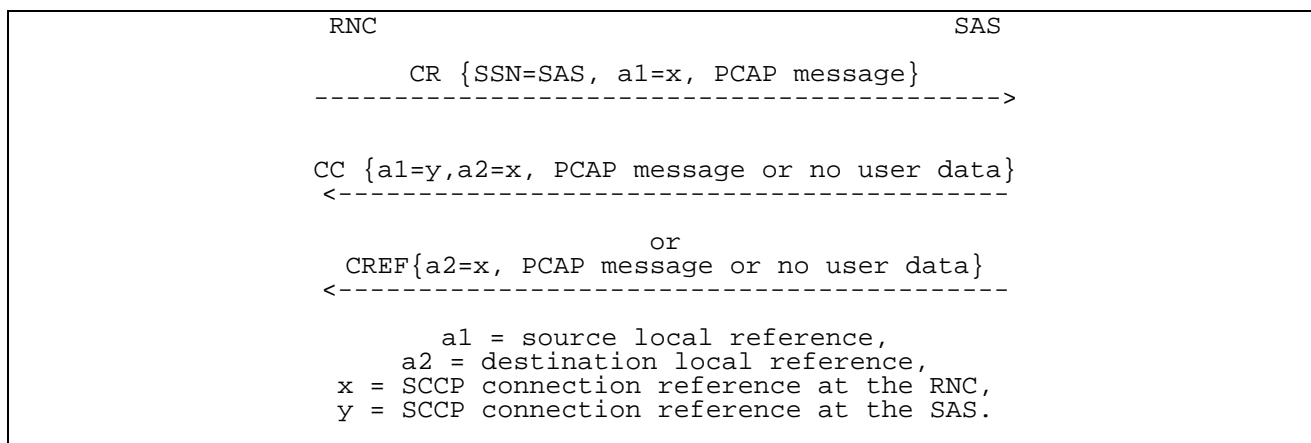 RNC SAS
CR {SSN=SAS, a1=x, PCAP message}
------------------------------------------->
CC {a1=y,a2=x, PCAP message or no user data}
<------------------------------------------
or
CREF{a2=x, PCAP message or no user data}
<------------------------------------------
a1 = source local reference,
a2 = destination local reference,
x = SCCP connection reference at the RNC,
y = SCCP connection reference at the SAS.